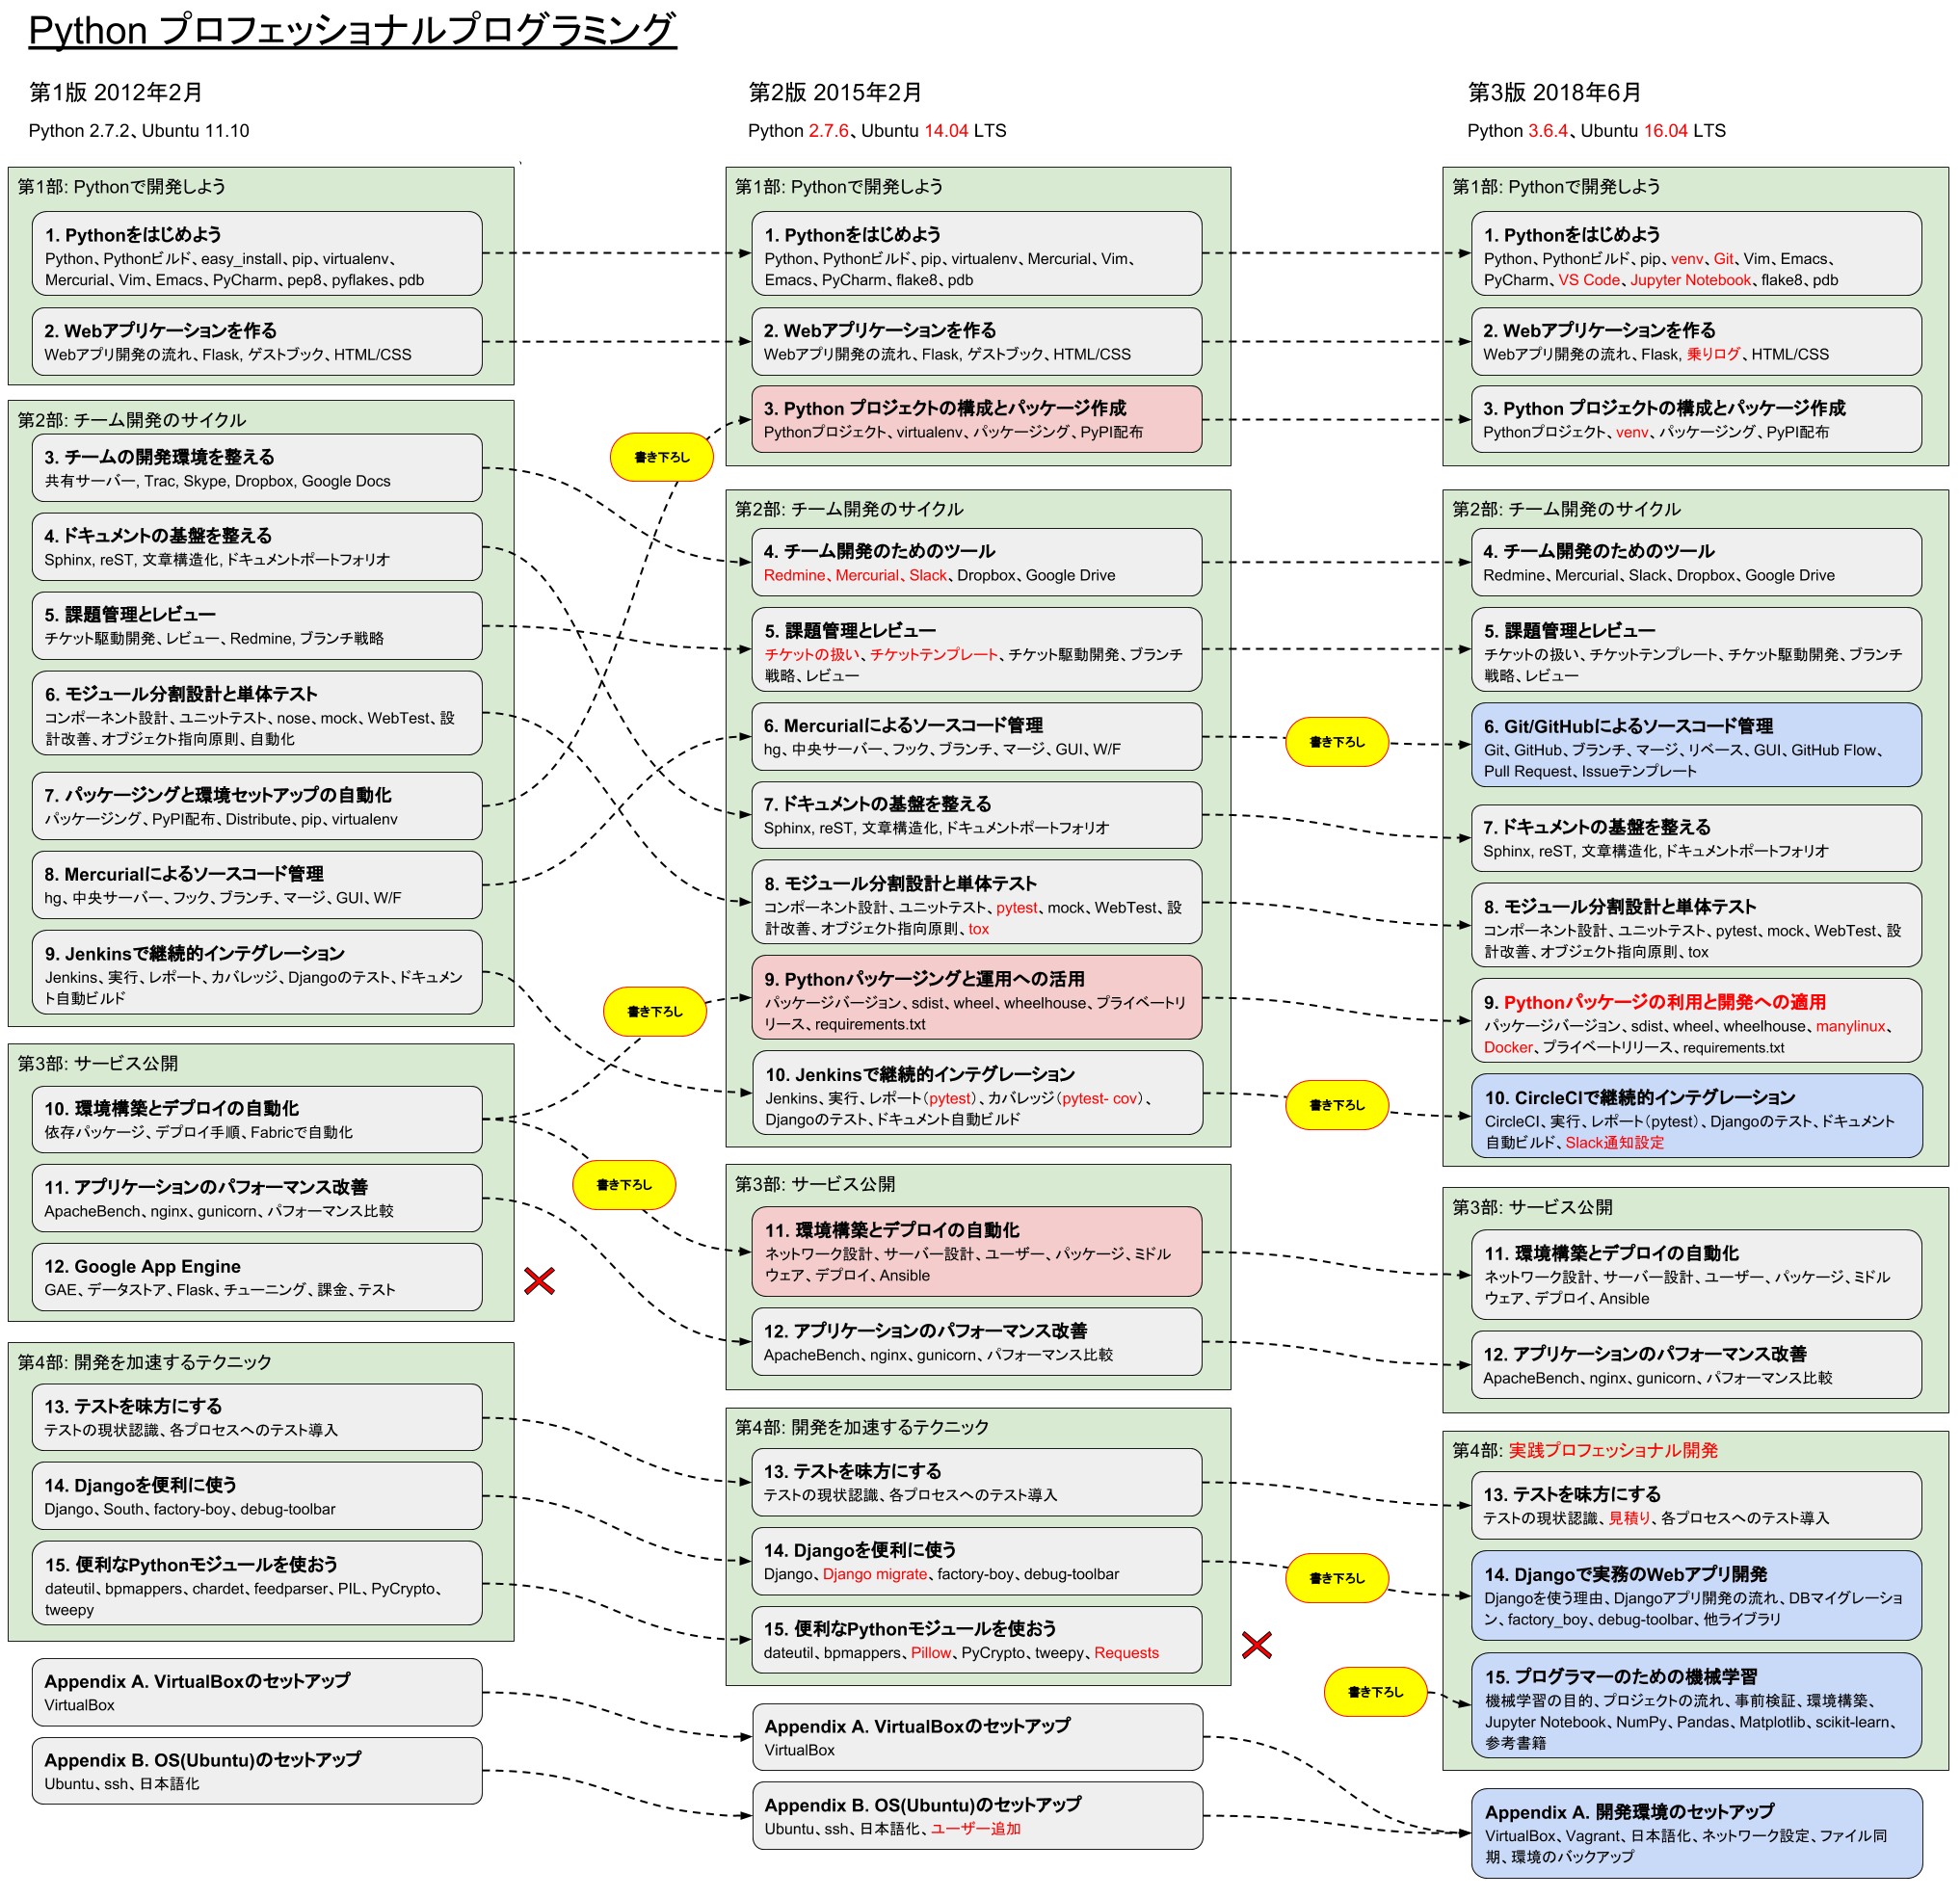 Python プロフェッショナルプログラミング
第1版 2012年2月
Python 2.7.2、Ubuntu 11.10
第1部: Pythonで開発しよう
1. Pythonをはじめよう
Python、Pythonビルド、easy_install、pip、virtualenv、
Mercurial、Vim、Emacs、PyCharm、pep8、pyflakes、pdb
2. Webアプリケーションを作る
Webアプリ開発の流れ、Flask, ゲストブック、HTML/CSS
第2部: チーム開発のサイクル
3. チームの開発環境を整える
共有サーバー, Trac, Skype, Dropbox, Google Docs
4. ドキュメントの基盤を整える
Sphinx, reST, 文章構造化, ドキュメントポートフォリオ
5. 課題管理とレビュー
チケット駆動開発、レビュー、Redmine, ブランチ戦略
6. モジュール分割設計と単体テスト
コンポーネント設計、ユニットテスト、nose、mock、WebTest、設
計改善、オブジェクト指向原則、自動化
7. パッケージングと環境セットアップの自動化
パッケージング、PyPI配布、Distribute、pip、virtualenv
8. Mercurialによるソースコード管理
hg、中央サーバー、フック、ブランチ、マージ、GUI、W/F
9. Jenkinsで継続的インテグレーション
Jenkins、実行、レポート、カバレッジ、Djangoのテスト、ドキュメン
ト自動ビルド
第3部: サービス公開
10. 環境構築とデプロイの自動化
依存パッケージ、デプロイ手順、Fabricで自動化
11. アプリケーションのパフォーマンス改善
ApacheBench、nginx、gunicorn、パフォーマンス比較
12. Google App Engine
GAE、データストア、Flask、チューニング、課金、テスト
第4部: 開発を加速するテクニック
13. テストを味方にする
テストの現状認識、各プロセスへのテスト導入
14. Djangoを便利に使う
Django、South、factory-boy、debug-toolbar
15. 便利なPythonモジュールを使おう
dateutil、bpmappers、chardet、feedparser、PIL、PyCrypto、
tweepy
Appendix A. VirtualBoxのセットアップ
VirtualBox
Appendix B. OS(Ubuntu)のセットアップ
Ubuntu、ssh、日本語化
書き下ろし
書き下ろし
書き下ろし
第2版 2015年2月
Python 2.7.6、Ubuntu 14.04 LTS
第1部: Pythonで開発しよう
1. Pythonをはじめよう
Python、Pythonビルド、pip、virtualenv、Mercurial、Vim、
Emacs、PyCharm、flake8、pdb
2. Webアプリケーションを作る
Webアプリ開発の流れ、Flask, ゲストブック、HTML/CSS
3. Python プロジェクトの構成とパッケージ作成
Pythonプロジェクト、virtualenv、パッケージング、PyPI配布
第2部: チーム開発のサイクル
4. チーム開発のためのツール
Redmine、Mercurial、Slack、Dropbox、Google Drive
5. 課題管理とレビュー
チケットの扱い、チケットテンプレート、チケット駆動開発、ブランチ
戦略、レビュー
6. Mercurialによるソースコード管理
hg、中央サーバー、フック、ブランチ、マージ、GUI、W/F
7. ドキュメントの基盤を整える
Sphinx, reST, 文章構造化, ドキュメントポートフォリオ
8. モジュール分割設計と単体テスト
コンポーネント設計、ユニットテスト、pytest、mock、WebTest、設
計改善、オブジェクト指向原則、tox
9. Pythonパッケージングと運用への活用
パッケージバージョン、sdist、wheel、wheelhouse、プライベートリ
リース、requirements.txt
10. Jenkinsで継続的インテグレーション
Jenkins、実行、レポート（pytest）、カバレッジ（pytest- cov）、
Djangoのテスト、ドキュメント自動ビルド
第3部: サービス公開
11. 環境構築とデプロイの自動化
ネットワーク設計、サーバー設計、ユーザー、パッケージ、ミドル
ウェア、デプロイ、Ansible
12. アプリケーションのパフォーマンス改善
ApacheBench、nginx、gunicorn、パフォーマンス比較
第4部: 開発を加速するテクニック
13. テストを味方にする
テストの現状認識、各プロセスへのテスト導入
14. Djangoを便利に使う
Django、Django migrate、factory-boy、debug-toolbar
15. 便利なPythonモジュールを使おう
dateutil、bpmappers、Pillow、PyCrypto、tweepy、Requests
Appendix A. VirtualBoxのセットアップ
VirtualBox
Appendix B. OS(Ubuntu)のセットアップ
Ubuntu、ssh、日本語化、ユーザー追加
書き下ろし
書き下ろし
書き下ろし
書き下ろし
第3版 2018年6月
Python 3.6.4、Ubuntu 16.04 LTS
第1部: Pythonで開発しよう
1. Pythonをはじめよう
Python、Pythonビルド、pip、venv、Git、Vim、Emacs、
PyCharm、VS Code、Jupyter Notebook、flake8、pdb
2. Webアプリケーションを作る
Webアプリ開発の流れ、Flask, 乗りログ、HTML/CSS
3. Python プロジェクトの構成とパッケージ作成
Pythonプロジェクト、venv、パッケージング、PyPI配布
第2部: チーム開発のサイクル
4. チーム開発のためのツール
Redmine、Mercurial、Slack、Dropbox、Google Drive
5. 課題管理とレビュー
チケットの扱い、チケットテンプレート、チケット駆動開発、ブランチ
戦略、レビュー
6. Git/GitHubによるソースコード管理
Git、GitHub、ブランチ、マージ、リベース、GUI、GitHub Flow、
Pull Request、Issueテンプレート
7. ドキュメントの基盤を整える
Sphinx, reST, 文章構造化, ドキュメントポートフォリオ
8. モジュール分割設計と単体テスト
コンポーネント設計、ユニットテスト、pytest、mock、WebTest、設
計改善、オブジェクト指向原則、tox
9. Pythonパッケージの利用と開発への適用
パッケージバージョン、sdist、wheel、wheelhouse、manylinux、
Docker、プライベートリリース、requirements.txt
10. CircleCIで継続的インテグレーション
CircleCI、実行、レポート（pytest）、Djangoのテスト、ドキュメント
自動ビルド、Slack通知設定
第3部: サービス公開
11. 環境構築とデプロイの自動化
ネットワーク設計、サーバー設計、ユーザー、パッケージ、ミドル
ウェア、デプロイ、Ansible
12. アプリケーションのパフォーマンス改善
ApacheBench、nginx、gunicorn、パフォーマンス比較
第4部: 実践プロフェッショナル開発
13. テストを味方にする
テストの現状認識、見積り、各プロセスへのテスト導入
14. Djangoで実務のWebアプリ開発
Djangoを使う理由、Djangoアプリ開発の流れ、DBマイグレーショ
ン、factory_boy、debug-toolbar、他ライブラリ
15. プログラマーのための機械学習
機械学習の目的、プロジェクトの流れ、事前検証、環境構築、
Jupyter Notebook、NumPy、Pandas、Matplotlib、scikit-learn、
参考書籍
Appendix A. 開発環境のセットアップ
VirtualBox、Vagrant、日本語化、ネットワーク設定、ファイル同
期、環境のバックアップ